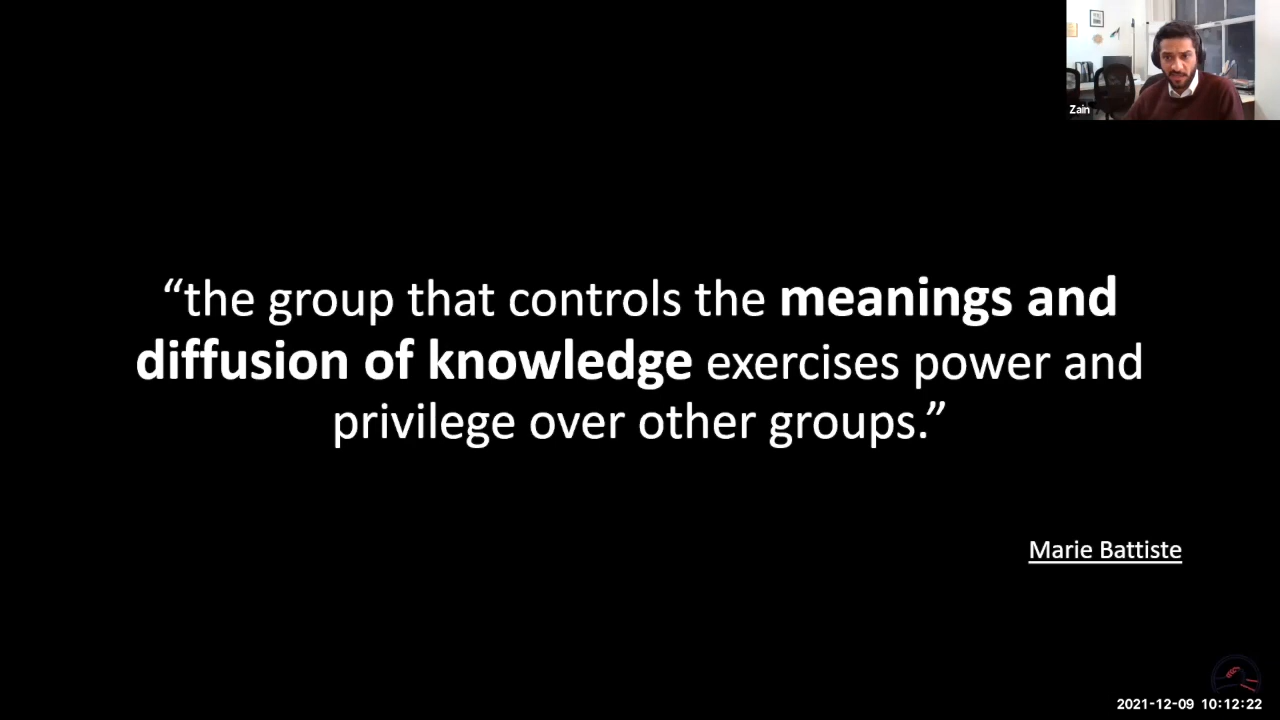 Zain
“the group that controls the meanings and
diffusion of knowledge exercises power and
privilege over other groups.”
Marie Battiste
2021-12-09 10:12:22